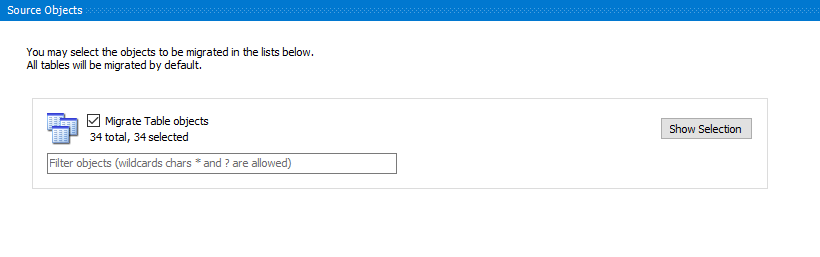 Source Objects
You may select the objects to be migrated in the lists below.
All tables will be migrated by default.
Migrate Table objects
34 total, 34 selected
Show Selection
Filter objects (wildcards chars * and ? are allowed)